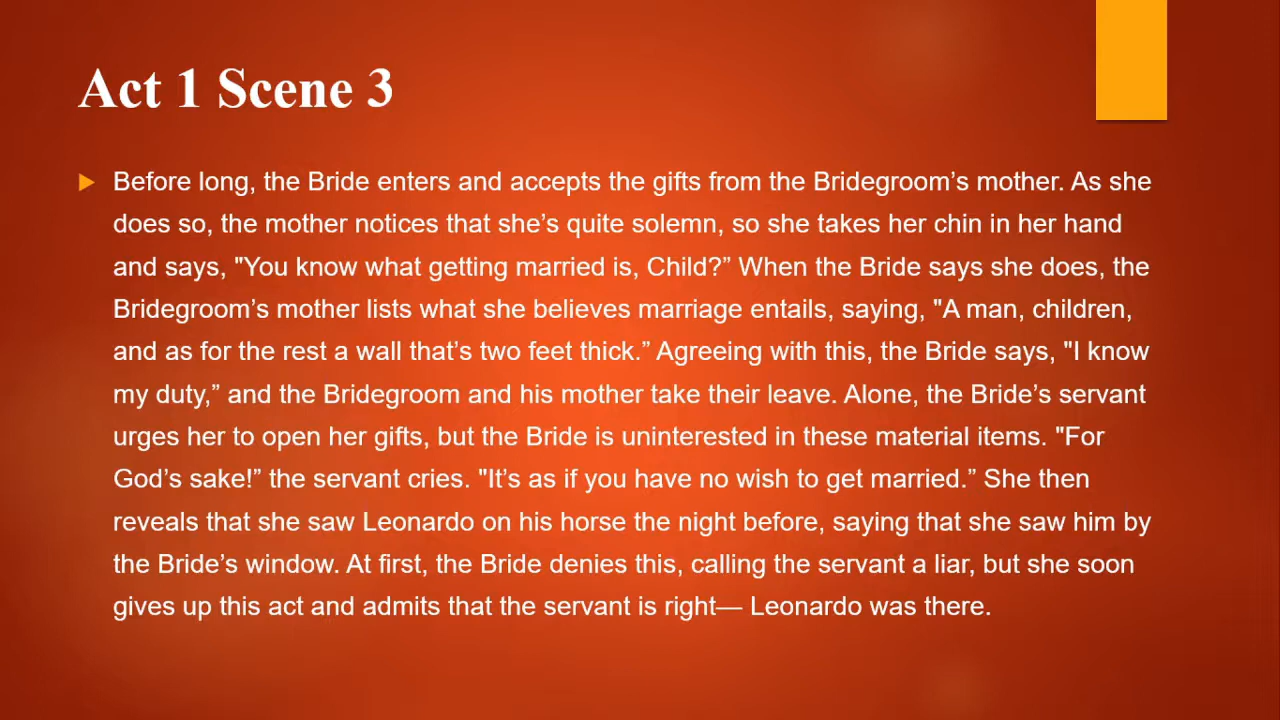 Act 1 Scene 3
Before long, the Bride enters and accepts the gifts from the Bridegroom’s mother. As she
does so, the mother notices that she’s quite solemn, so she takes her chin in her hand
and says, "You know what getting married is, Child?” When the Bride says she does, the
Bridegroom’s mother lists what she believes marriage entails, saying, "A man, children,
and as for the rest a wall that’s two feet thick.” Agreeing with this, the Bride says, "I know
my duty,” and the Bridegroom and his mother take their leave. Alone, the Bride’s servant
urges her to open her gifts, but the Bride is uninterested in these material items. "For
God’s sake!” the servant cries. "It’s as if you have no wish to get married.” She then
reveals that she saw Leonardo on his horse the night before, saying that she saw him by
the Bride’s window. At first, the Bride denies this, calling the servant a liar, but she soon
gives up this act and admits that the servant is right— Leonardo was there.